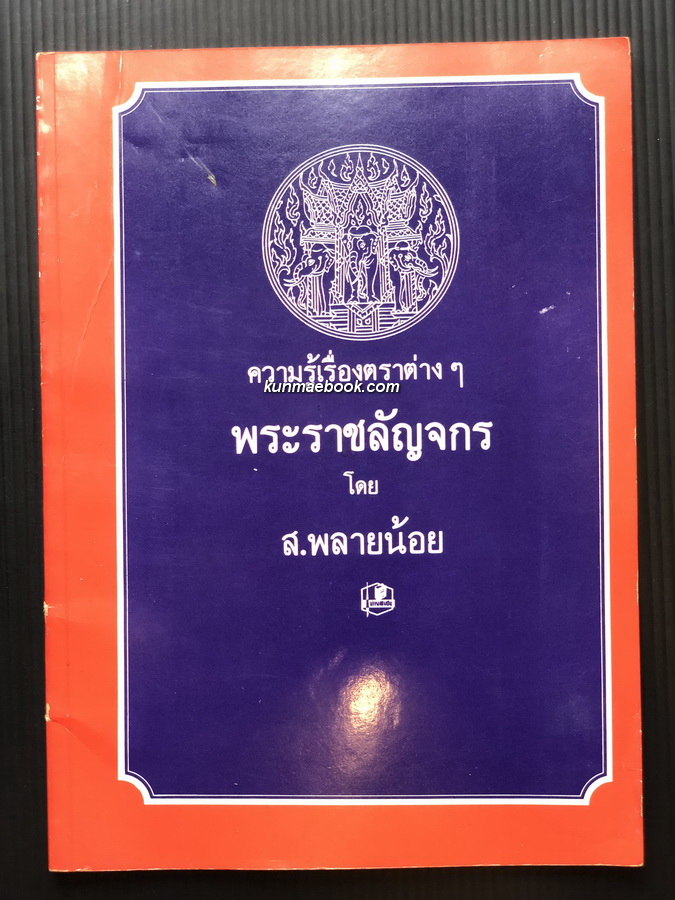 ความรู้เรื่องตราต่าง ๆ
kunmaebook.com
พระราชลัญจกร
โดย
ส.พลายน้อย